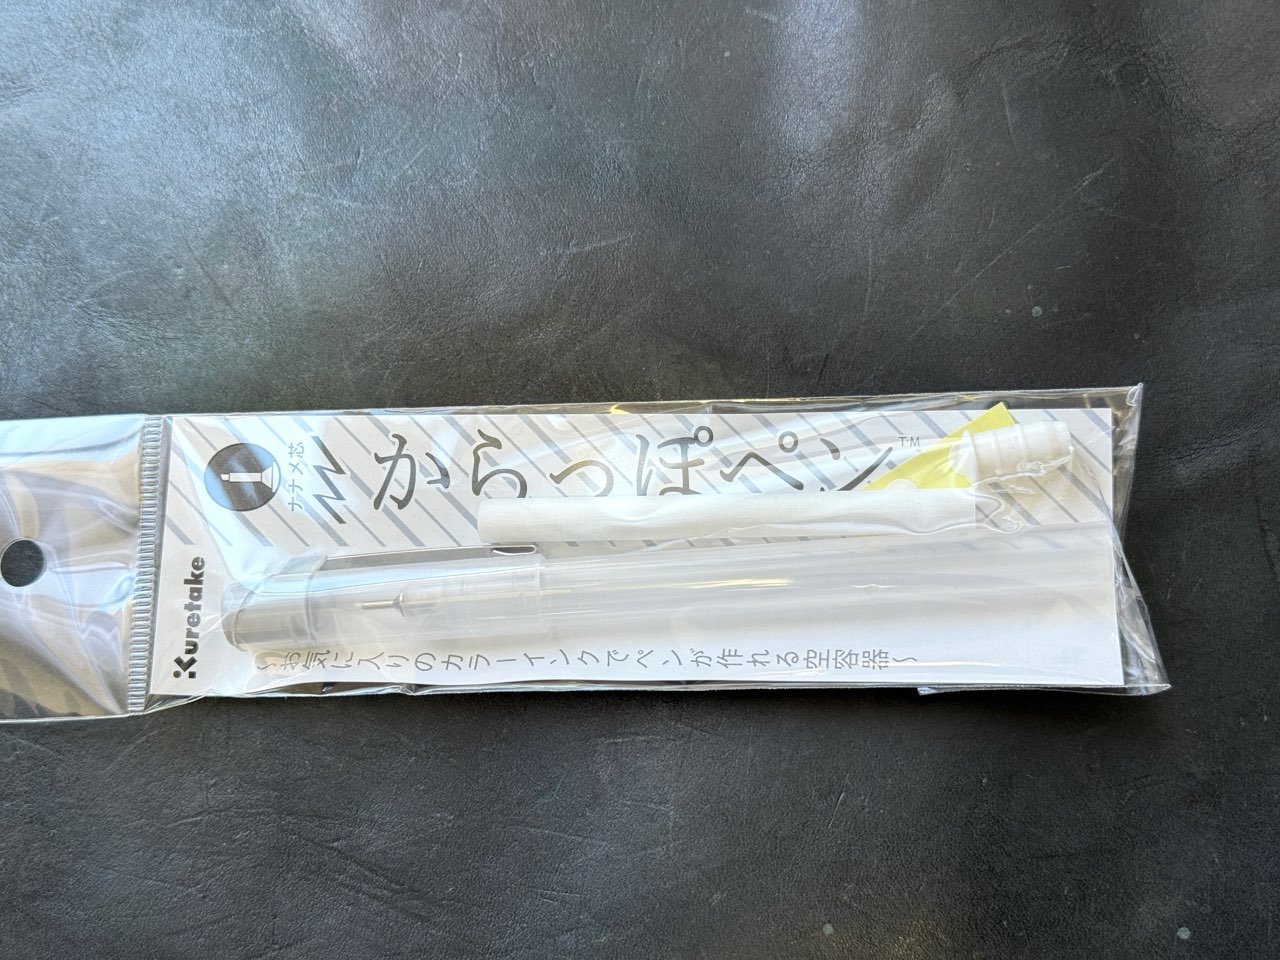 ナナメ芯
からっぽペン™
Kuretake
お気に入りのカラーインクでペンが作れる空容器〜